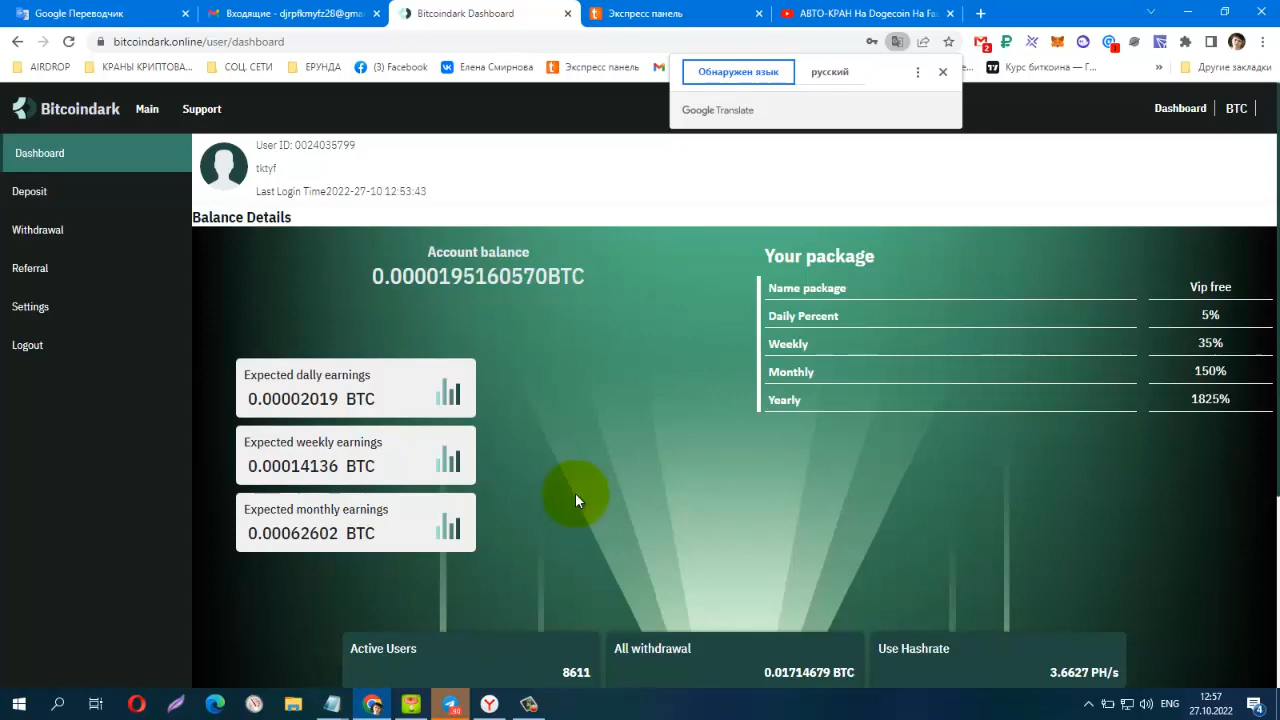 Google Переводчик
Входящие - djrpfkmyfz28@gma
Bitcoindark Dashboard
Экспресс панель
АВТО-КРАН На Dogecoin На Fa
bitcoindark.online/user/dashboard
AIRDROP
КРАНЫ КРИПТОВА...
СОЦ. СЕТИ
ЕРУНДА
(3) Facebook
Елена Смирнова
Экспресс панель
Курс биткоина — Г...
»
Другие закладки
Обнаружен язык
русский
Google Translate
Bitcoindark
Main
Support
Dashboard
BTC
Dashboard
Deposit
Withdrawal
Referral
Settings
Logout
User ID: 0024035799
tktyf
Last Login Time2022-27-10 12:53:43
Balance Details
Account balance
0.0000195160570BTC
Expected dally earnings
0.00002019 BTC
Expected weekly earnings
0.00014136 BTC
Expected monthly earnings
0.00062602 BTC
Your package
Name package Vip free
Daily Percent 5%
Weekly 35%
Monthly 150%
Yearly 1825%
Active Users
8611
All withdrawal
0.01714679 BTC
Use Hashrate
3.6627 PH/s
ENG
12:57
27.10.2022